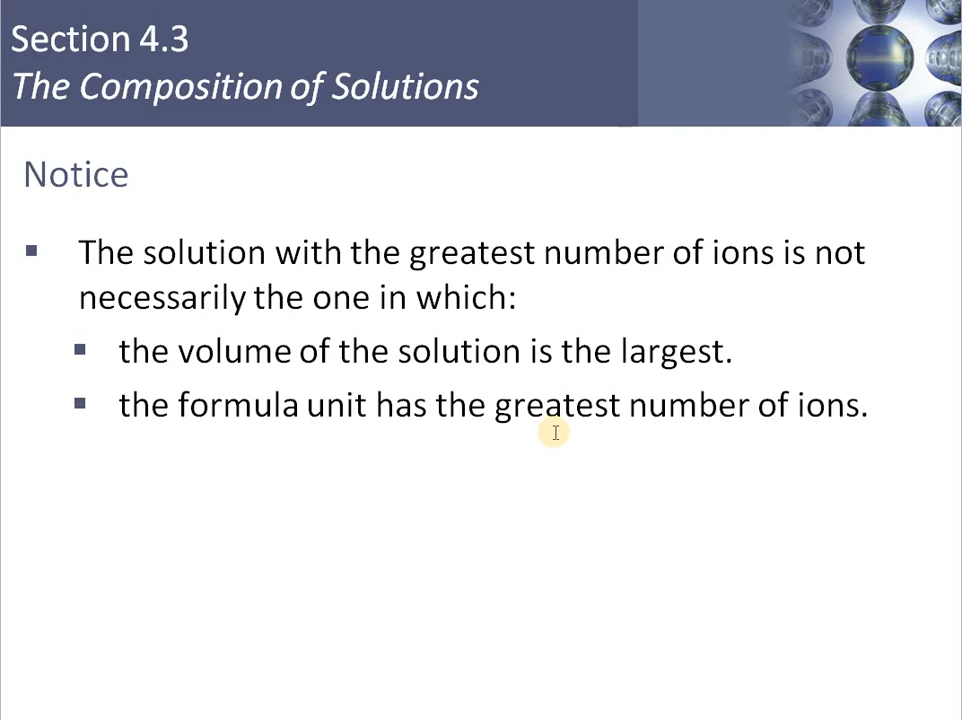 Section 4.3
The Composition of Solutions
Notice
▪ The solution with the greatest number of ions is not
necessarily the one in which:
▪ the volume of the solution is the largest.
▪ the formula unit has the greatest number of ions.